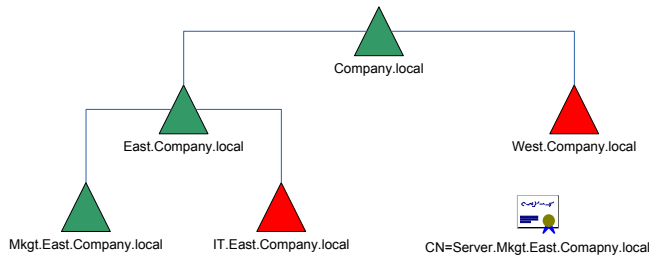 Company.local
East.Company.local
West.Company.local
Mkgt.East.Company.local
IT.East.Company.local
CN=Server.Mkgt.East.Comapny.local